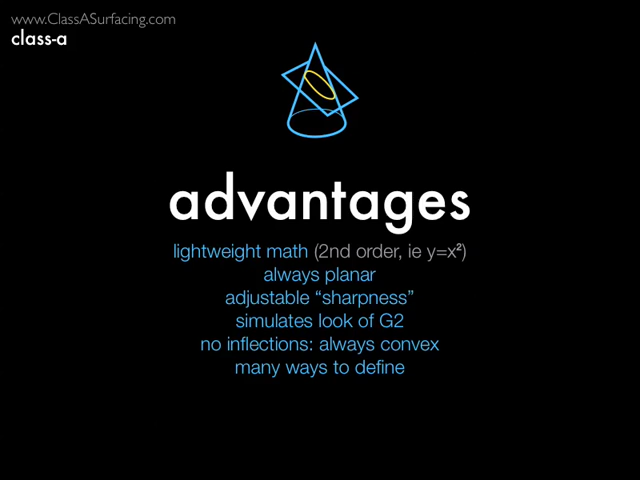 www.ClassASurfacing.com
class-a
advantages
lightweight math (2nd order, ie y=x²)
always planar
adjustable “sharpness”
simulates look of G2
no inflections: always convex
many ways to define